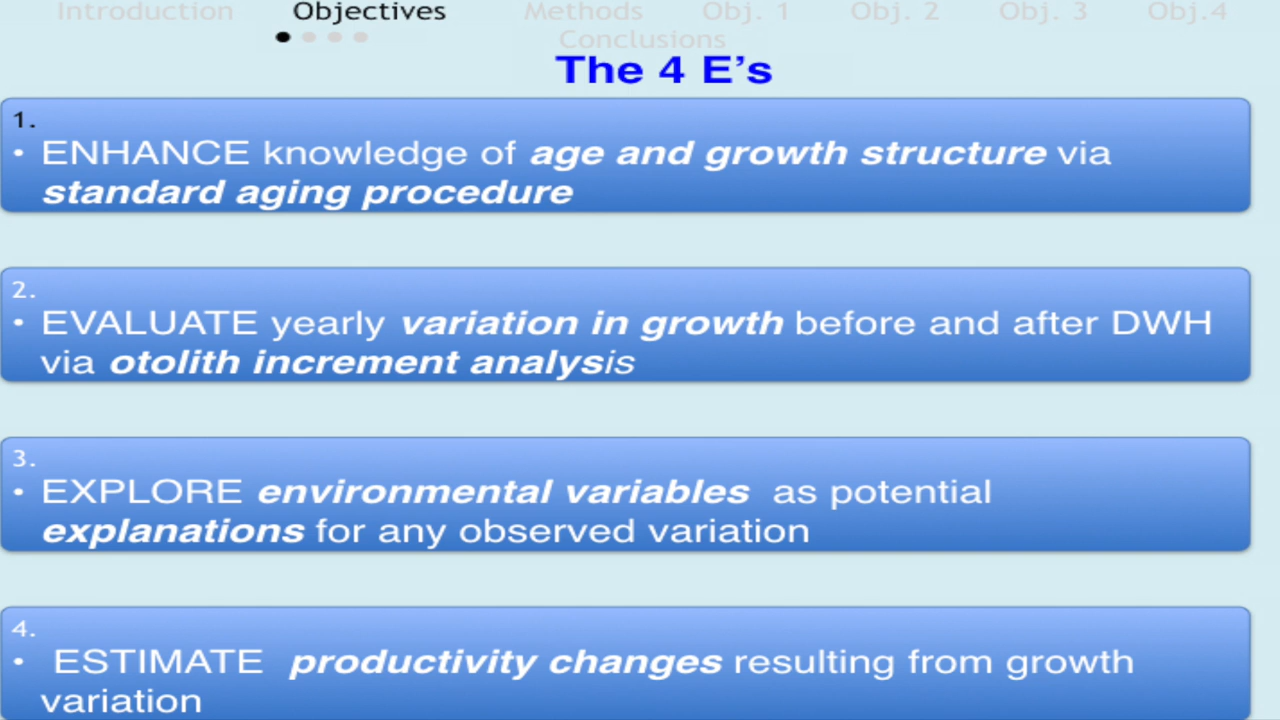 Introduction Objectives Methods Obj. 1 Obj. 2 Obj. 3 Obj.4
Conclusions
The 4 E’s
1.
• ENHANCE knowledge of age and growth structure via
standard aging procedure
2.
• EVALUATE yearly variation in growth before and after DWH
via otolith increment analysis
3.
• EXPLORE environmental variables as potential
explanations for any observed variation
4.
• ESTIMATE productivity changes resulting from growth
variation